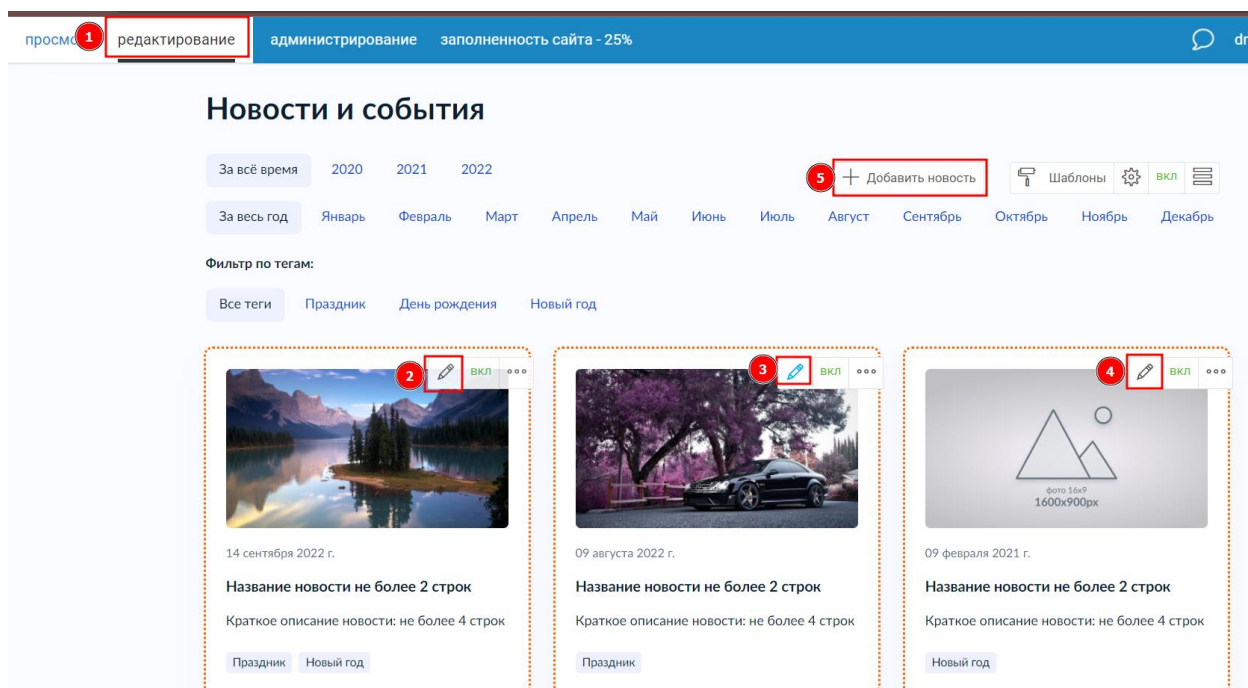 1 редактирование администрирование заполненность сайта - 25%
Новости и события
За всё время 2020 2021 2022 5 + Добавить новость Шаблоны вкл
За весь год Январь Февраль Март Апрель Май Июнь Июль Август Сентябрь Октябрь Ноябрь Декабрь
Фильтр по тегам:
Все теги Праздник День рождения Новый год
2 вкл 3 вкл 4 вкл
фото 16x9
1600x900px
14 сентября 2022 г. 09 августа 2022 г. 09 февраля 2021 г.
Название новости не более 2 строк Название новости не более 2 строк Название новости не более 2 строк
Краткое описание новости: не более 4 строк Краткое описание новости: не более 4 строк Краткое описание новости: не более 4 строк
Праздник Новый год Праздник Новый год